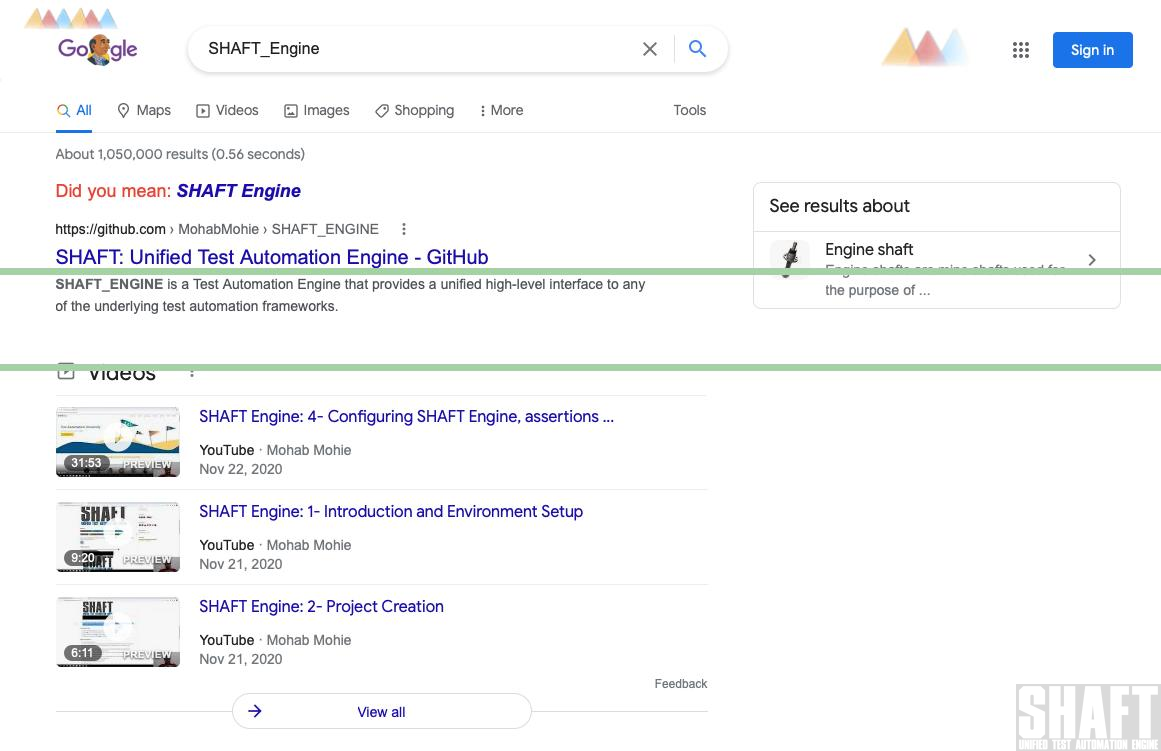 Google
SHAFT_Engine
Sign in
All
Maps
Videos
Images
Shopping
More
Tools
About 1,050,000 results (0.56 seconds)
Did you mean: SHAFT Engine
https://github.com › MohabMohie › SHAFT_ENGINE
SHAFT: Unified Test Automation Engine - GitHub
SHAFT_ENGINE is a Test Automation Engine that provides a unified high-level interface to any
of the underlying test automation frameworks.
See results about
Engine shaft
Engine shafts are mine shafts used for
the purpose of ...
Videos
SHAFT Engine: 4- Configuring SHAFT Engine, assertions ...
YouTube · Mohab Mohie
Nov 22, 2020
31:53
PREVIEW
SHAFT Engine: 1- Introduction and Environment Setup
YouTube · Mohab Mohie
Nov 21, 2020
SHAFT
9:20
PREVIEW
SHAFT Engine: 2- Project Creation
YouTube · Mohab Mohie
Nov 21, 2020
SHAFT
6:11
PREVIEW
Feedback
View all
SHAFT
UNIFIED TEST AUTOMATION ENGINE